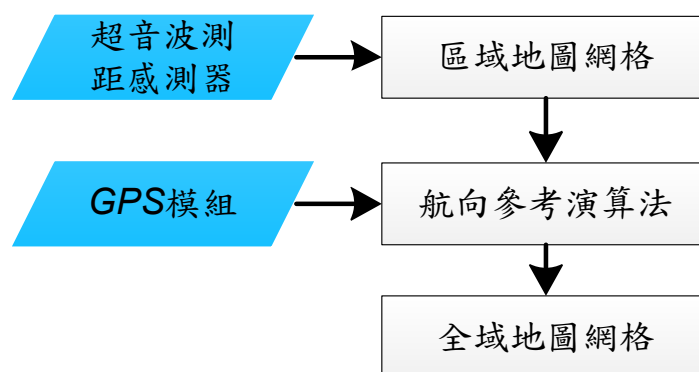 超音波測
距感測器
區域地圖網格
GPS模組
航向參考演算法
全域地圖網格